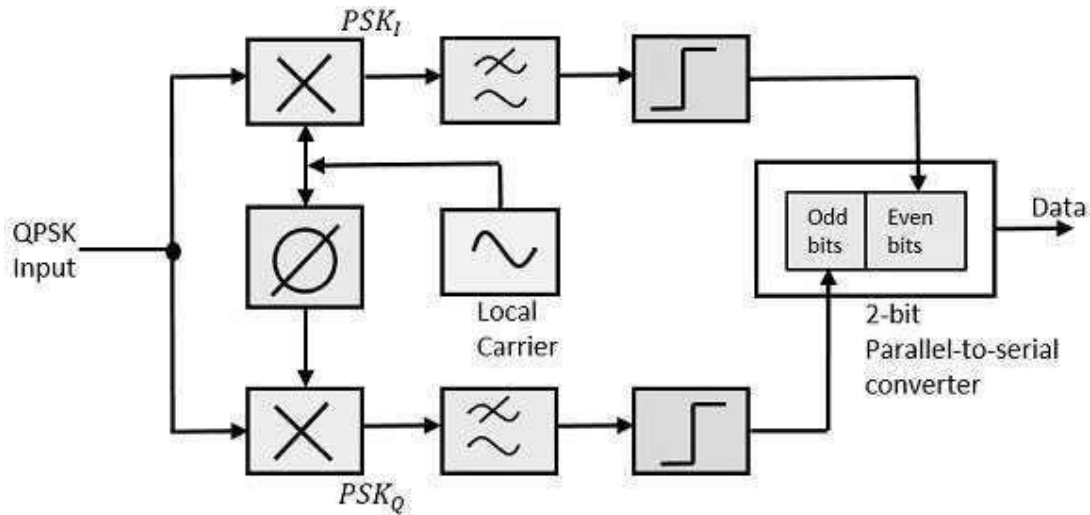 PSK_I
QPSK
Input
Local
Carrier
Odd
bits
Even
bits
Data
2-bit
Parallel-to-serial
converter
PSK_Q